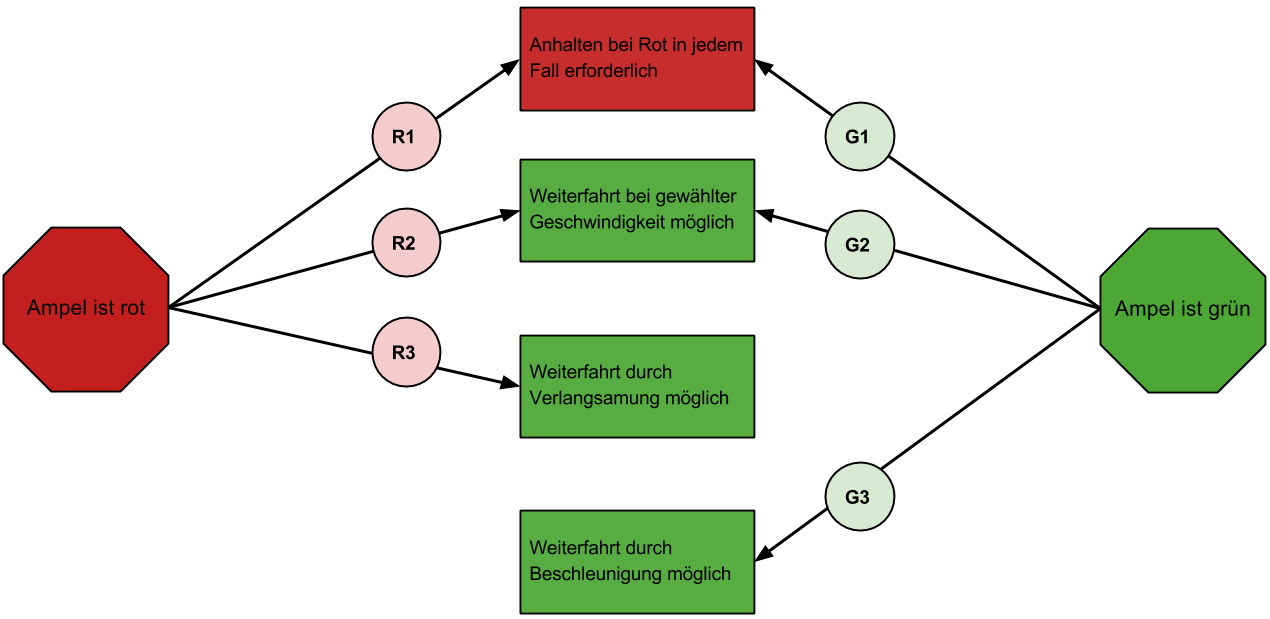 Anhalten bei Rot in jedem
Fall erforderlich
R1
G1
Weiterfahrt bei gewählter
Geschwindigkeit möglich
R2
G2
Ampel ist rot
Ampel ist grün
R3
Weiterfahrt durch
Verlangsamung möglich
G3
Weiterfahrt durch
Beschleunigung möglich